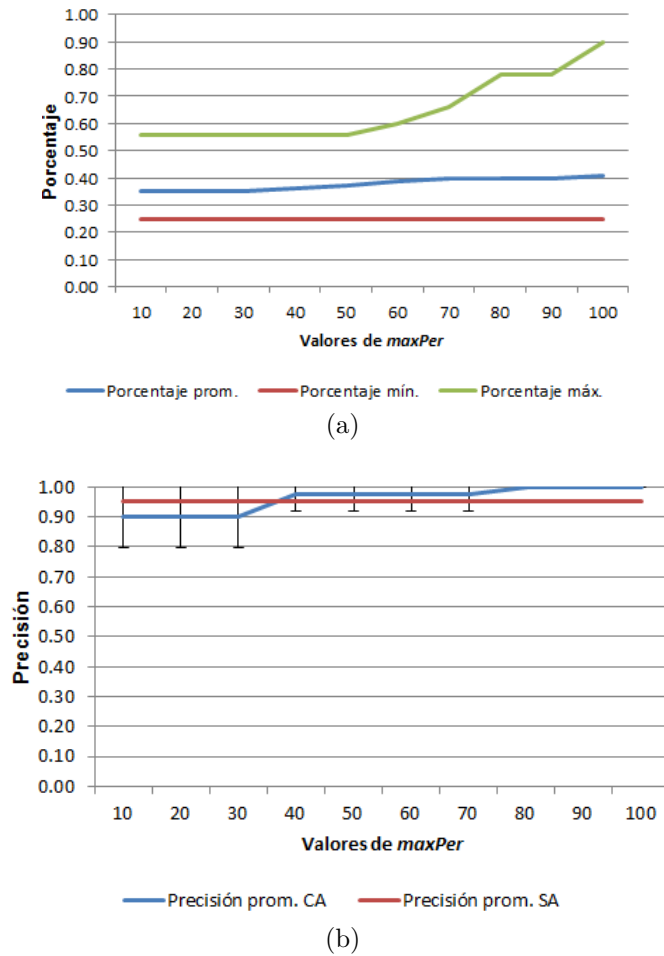 1.00
0.90
0.80
0.70
0.60
0.50
0.40
0.30
0.20
0.10
0.00
Porcentaje
10 20 30 40 50 60 70 80 90 100
Valores de maxPer
Porcentaje prom. Porcentaje mín. Porcentaje máx.
(a)
1.00
0.90
0.80
0.70
0.60
0.50
0.40
0.30
0.20
0.10
0.00
Precisión
10 20 30 40 50 60 70 80 90 100
Valores de maxPer
Precisión prom. CA Precisión prom. SA
(b)